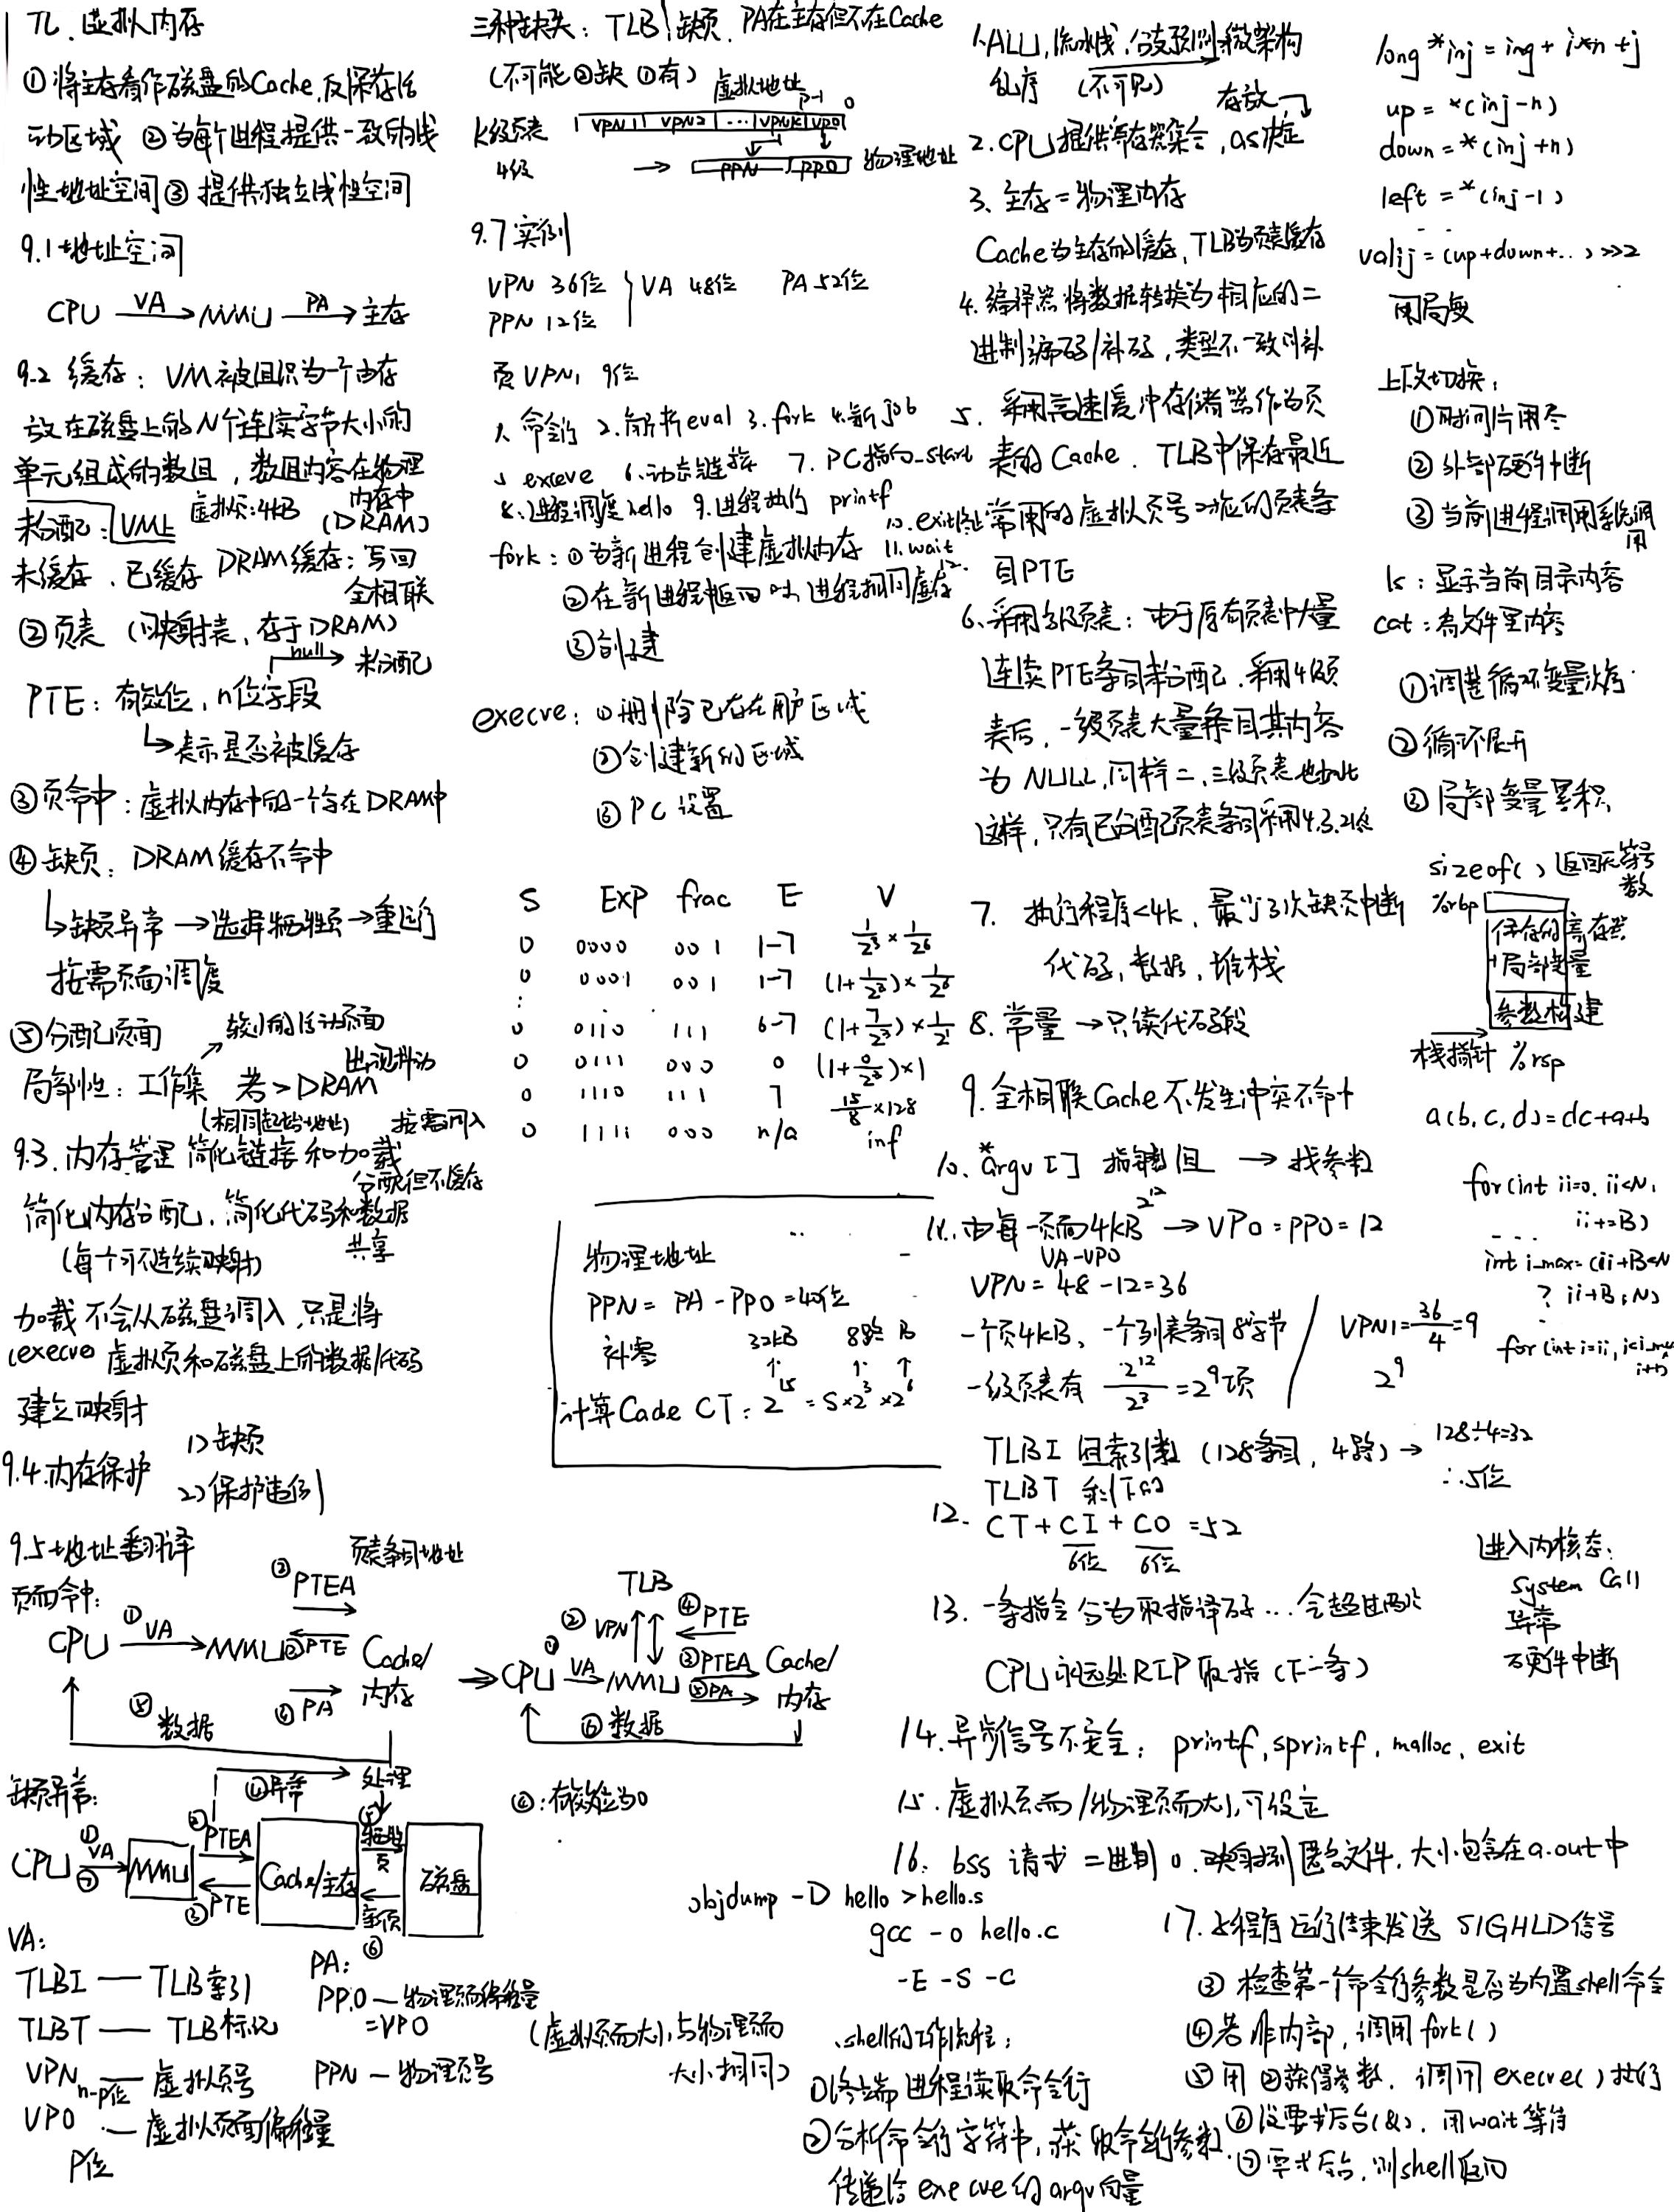 九、虚拟内存
① 将主存看作磁盘的Cache,只保存活
动区域 ②为每个进程提供一致的线
性地址空间③提供独立线性空间
9.1地址空间
CPU VA→ MMU PA→ 主存
9.2 缓存:VM被组织为一个由存
放在磁盘上的N个连续字节大小的
单元组成的数组,数组内容在物理
内存中
(DRAM)
未分配:VM上
虚拟页:4kB
未缓存、已缓存 DRAM缓存:写回
全相联
②页表(映射表,存于DRAM)
null→未分配
PTE:有效位,n位字段
↳表示是否被缓存
③页命中:虚拟内存中的一个字在DRAM中
④缺页:DRAM缓存不命中
↳缺页异常→选择牺牲页→重运行
按需页面调度
⑤分配页面
较小的活动页面
局部性:工作集 若>DRAM
出现抖动
(相同起始地址) 按需调入
9.3.内存管理 简化链接和加载
分配但不缓存
简化内存分配,简化代码和数据
共享
(每个可不连续映射)
加载 不会从磁盘调入,只是将
(execve) 虚拟页和磁盘上的数据/代码
建立映射
9.4.内存保护
1)缺页
2)保护违例
9.5地址翻译
页面命中:
页表条目地址
CPU ①VA→ MMU ②PTEA ③PTE ④PA Cache/内存
⑤数据
缺页异常:
④异常 处理
CPU ①VA ⑦ MMU ②PTEA ③PTE Cache/主存 ⑤牺牲页 新页⑥ 磁盘
VA:
TLBI — TLB索引
TLBT — TLB标记
VPN — 虚拟页号
n-p位
VPO — 虚拟页面偏移量
P位
PA:
PPO—物理页偏移量
=VPO
PPN — 物理页号
(虚拟页面大小与物理页面
大小相同)
三种缺失:TLB 缺页、PA在主存但不在Cache
(不可能②缺 ①有)
虚拟地址
p-1 0
K级页表 VPN1 VPN2 ... VPNk VPO
4级 → PPN PPO 物理地址
9.7 实例
VPN 36位 VA 48位 PA 52位
PPN 12位
页VPN1 9位
1.命令行 2.解析eval 3.fork 4.新job
5 execve 6.动态链接 7.PC指向_start
8.进程调度hello 9.进程执行 printf
10.exit终止
11.wait
fork:①为新进程创建虚拟内存
②在新进程中返回时,进程相同虚存
③创建
execve:①删除已存在用户区域
②创建新的区域
③PC设置
S Exp frac E V
0 0000 001 1-7 1/2³ × 1/2⁶
0 0001 001 1-7 (1+1/2³)×1/2⁶
⋮
0 0110 111 6-7 (1+7/2³)×1/2
0 0111 000 0 (1+0/2³)×1
0 1110 111 7 15/8×128
0 1111 000 n/a inf
物理地址
PPN = PA - PPO = 40位
补零
32kB 8路 B
计算Cache CT:2¹⁵ = S×2³×2⁶
TLB
→CPU ①VA→ MMU ②VPN ④PTE ③PTEA ⑤PA Cache/内存
⑥数据
④:有效位为0
objdump -D hello >hello.s
gcc -o hello.c
-E -S -C
1.ALU,流水线,分支预测→微架构
乱序 (不可见)
存放
2.CPU提供寄存器集合,as决定
3、主存=物理内存
Cache为主存的缓存,TLB为页表缓存
4.编译器将数据转换为相应的二
进制编码/补码,类型不一致时补
5、采用高速缓冲存储器作为页
表的Cache.TLB中保存最近
常用的虚拟页号对应的页表条
目PTE
6、采用多级页表:由于原有页表中大量
连续PTE条目未分配,采用4级页
表后,一级页表大量条目其内容
为NULL,同样二、三级页表也如此
这样,只有已分配页表条目采用4.3.2级
7、执行程序<4k,最少3次缺页中断
代码,数据,堆栈
8.常量→只读代码段
9.全相联Cache不发生冲突不命中
10. *argv[] 指针数组 → 找参数
11.由每一页面4kB 2¹² → VPO=PPO=12
VA-VPO
VPN= 48-12=36
一个页4kB、一个列表条目8字节
一级页表有 2¹²/2³ = 2⁹项
VPN1=36/4=9
2⁹
TLBI 组索引数(128条目,4路)→ 128÷4=32
∴5位
TLBT 剩下的
12. CT+CI+CO=52
6位 6位
13.一条指令分为取指译码...会超过两次
CPU永远处RIP取指(下一条)
14.异步信号不安全:printf,sprintf,malloc、exit
15.虚拟页面/物理页面大小可设定
16.bss 请求二进制0.映射到匿名文件.大小包含在a.out中
17.子程序运行结束发送 SIGHLD信号
.shell的工作流程:
①终端进程读取命令行
②分析命令行字符串,获取命令行参数
传递给execve的argv向量
③检查第一个命令行参数是否为内置shell命令
④若非内部,调用fork()
⑤用②获得参数,调用execve()执行
⑥没要求后台(&),用wait等待
⑦要求后台,则shell返回
long *inj = ing + i*n +j
up = *(inj-n)
down = *(inj+n)
left = *(inj-1)
valij = (up+down+..) >>>2
用局变
上下文切换:
①时间片用尽
②外部硬件中断
③当前进程调用系统调
用
ls:显示当前目录内容
cat:看文件里内容
①调整循环变量次序
②循环展开
③局部变量累积
sizeof() 返回无符号
数
%rbp
保存的寄存器
+局部变量
参数构建
栈指针 %rsp
a(b,c,d)=dc+a+b
for(int ii=0.ii<N;
ii+=B)
int i_max=(ii+B<N
? ii+B;N)
for(int i=ii,i<i_max
i++)
进入内核态:
System Call
异常
硬件中断